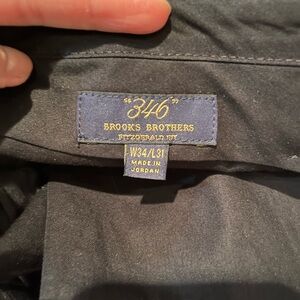 "346"
BROOKS BROTHERS
FITZGERALD FIT
W34/L31
MADE IN
JORDAN